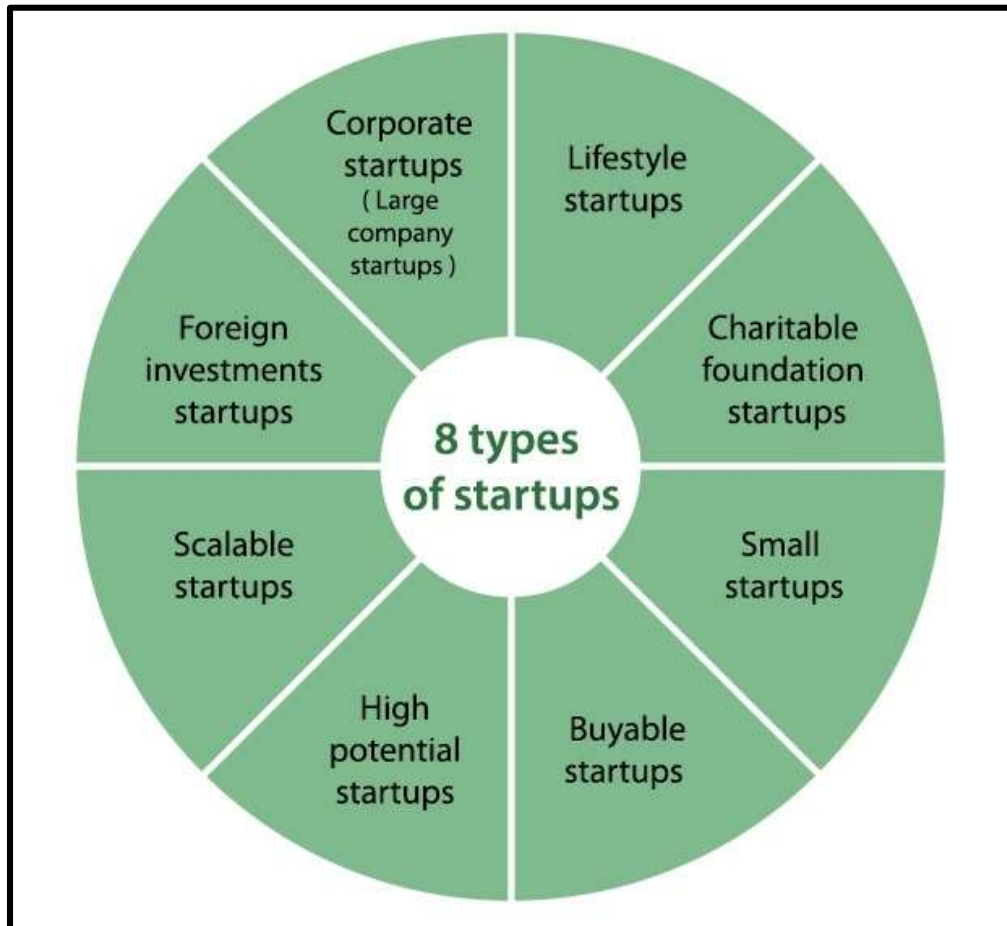 Corporate
startups
( Large
company
startups )
Lifestyle
startups
Charitable
foundation
startups
Small
startups
Buyable
startups
High
potential
startups
Scalable
startups
Foreign
investments
startups
8 types
of startups